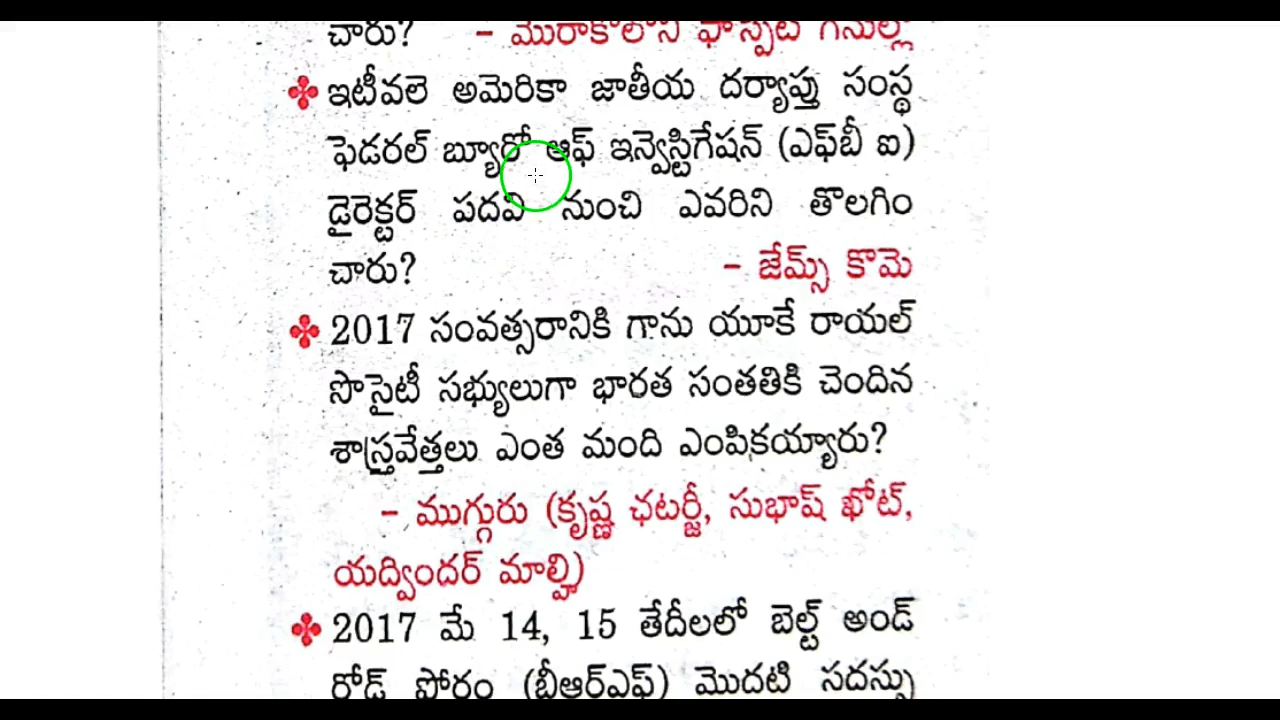 చారు? – మొరాకోలోని
ఇటీవలె అమెరికా జాతీయ దర్యాప్తు సంస్థ
ఫెడరల్ బ్యూరో ఆఫ్ ఇన్వెస్టిగేషన్ (ఎఫ్‌బీ ఐ)
డైరెక్టర్ పదవి నుంచి ఎవరిని తొలగిం
చారు? – జేమ్స్ కొమె
2017 సంవత్సరానికి గాను యూకే రాయల్
సొసైటీ సభ్యులుగా భారత సంతతికి చెందిన
శాస్త్రవేత్తలు ఎంత మంది ఎంపికయ్యారు?
– ముగ్గురు (కృష్ణ ఛటర్జీ, సుభాష్ ఖోట్,
యద్విందర్ మాల్హి)
2017 మే 14, 15 తేదీలలో బెల్ట్ అండ్
రోడ్ ఫోరం (బీఆర్ఎఫ్) మొదటి సదస్సు